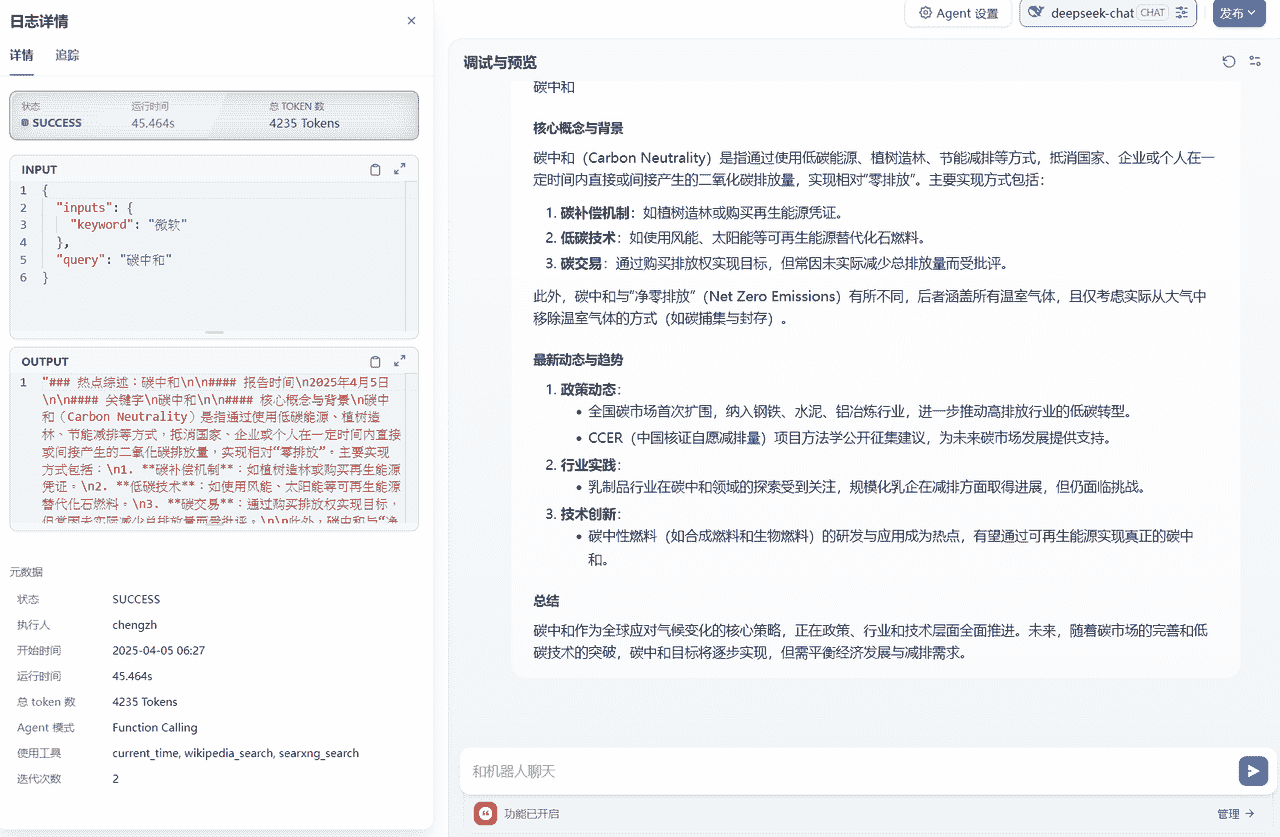 日志详情
详情 追踪
状态 运行时间 总 TOKEN 数
SUCCESS 45.464s 4235 Tokens
INPUT
1 {
2 "inputs": {
3 "keyword": "微软"
4 },
5 "query": "碳中和"
6 }
OUTPUT
1 "### 热点综述：碳中和\n\n#### 报告时间\n2025年4月5日
\n\n#### 关键字\n碳中和\n\n#### 核心概念与背景\n碳中
和（Carbon Neutrality）是指通过使用低碳能源、植树造
林、节能减排等方式，抵消国家、企业或个人在一定时间内直接
或间接产生的二氧化碳排放量，实现相对“零排放”。主要实现
方式包括：\n1. **碳补偿机制**：如植树造林或购买再生能源
凭证。\n2. **低碳技术**：如使用风能、太阳能等可再生能源
替代化石燃料。\n3. **碳交易**：通过购买排放权实现目标，
但常因未实际减少总排放量而受批评。\n\n此外，碳中和与“净
元数据
状态 SUCCESS
执行人 chengzh
开始时间 2025-04-05 06:27
运行时间 45.464s
总 token 数 4235 Tokens
Agent 模式 Function Calling
使用工具 current_time, wikipedia_search, searxng_search
迭代次数 2
Agent 设置 deepseek-chat CHAT 发布
调试与预览
碳中和
核心概念与背景
碳中和（Carbon Neutrality）是指通过使用低碳能源、植树造林、节能减排等方式，抵消国家、企业或个人在一
定时间内直接或间接产生的二氧化碳排放量，实现相对“零排放”。主要实现方式包括：
1. 碳补偿机制：如植树造林或购买再生能源凭证。
2. 低碳技术：如使用风能、太阳能等可再生能源替代化石燃料。
3. 碳交易：通过购买排放权实现目标，但常因未实际减少总排放量而受批评。
此外，碳中和与“净零排放”（Net Zero Emissions）有所不同，后者涵盖所有温室气体，且仅考虑实际从大气中
移除温室气体的方式（如碳捕集与封存）。
最新动态与趋势
1. 政策动态：
• 全国碳市场首次扩围，纳入钢铁、水泥、铝冶炼行业，进一步推动高排放行业的低碳转型。
• CCER（中国核证自愿减排量）项目方法学公开征集建议，为未来碳市场发展提供支持。
2. 行业实践：
• 乳制品行业在碳中和领域的探索受到关注，规模化乳企在减排方面取得进展，但仍面临挑战。
3. 技术创新：
• 碳中性燃料（如合成燃料和生物燃料）的研发与应用成为热点，有望通过可再生能源实现真正的碳中
和。
总结
碳中和作为全球应对气候变化的核心策略，正在政策、行业和技术层面全面推进。未来，随着碳市场的完善和低
碳技术的突破，碳中和目标将逐步实现，但需平衡经济发展与减排需求。
和机器人聊天
功能已开启 管理 →